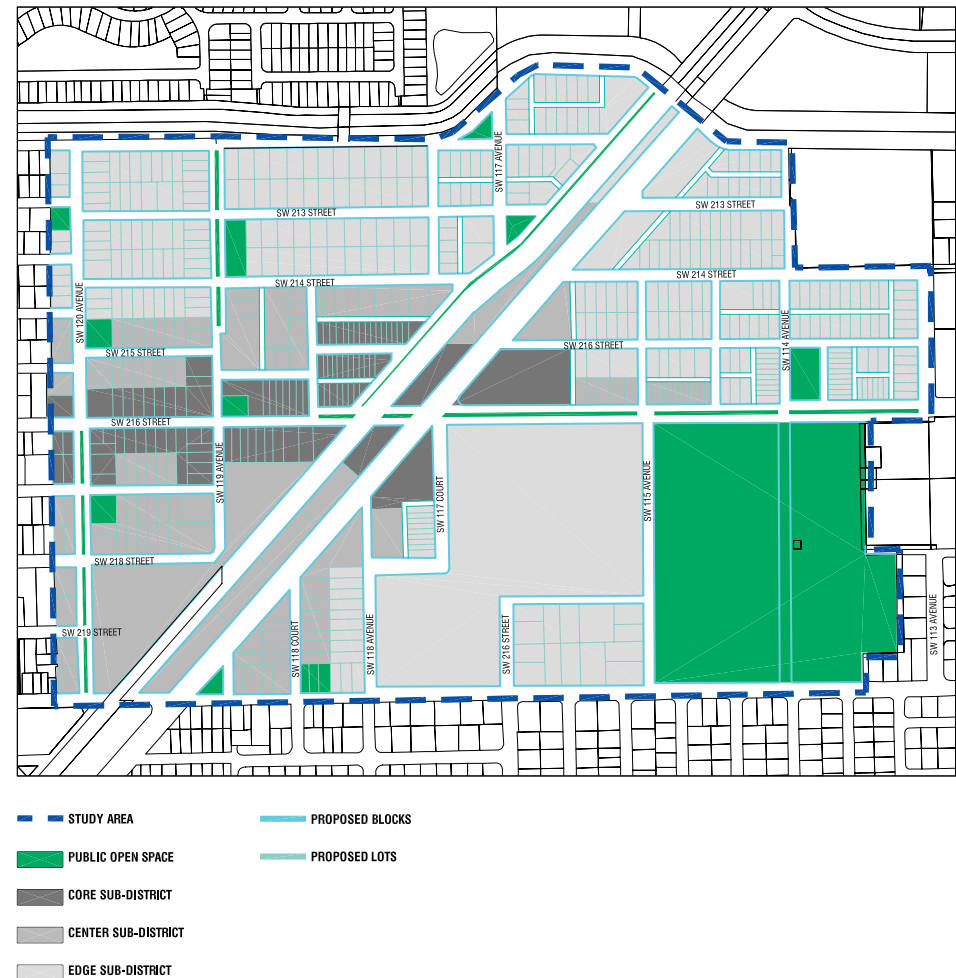 SW 117 AVENUE
SW 213 STREET
SW 213 STREET
SW 214 STREET
SW 214 STREET
SW 120 AVENUE
SW 114 AVENUE
SW 215 STREET
SW 216 STREET
SW 216 STREET
SW 119 AVENUE
SW 117 COURT
SW 115 AVENUE
SW 218 STREET
SW 219 STREET
SW 118 COURT
SW 118 AVENUE
SW 216 STREET
SW 113 AVENUE
STUDY AREA
PROPOSED BLOCKS
PUBLIC OPEN SPACE
PROPOSED LOTS
CORE SUB-DISTRICT
CENTER SUB-DISTRICT
EDGE SUB-DISTRICT